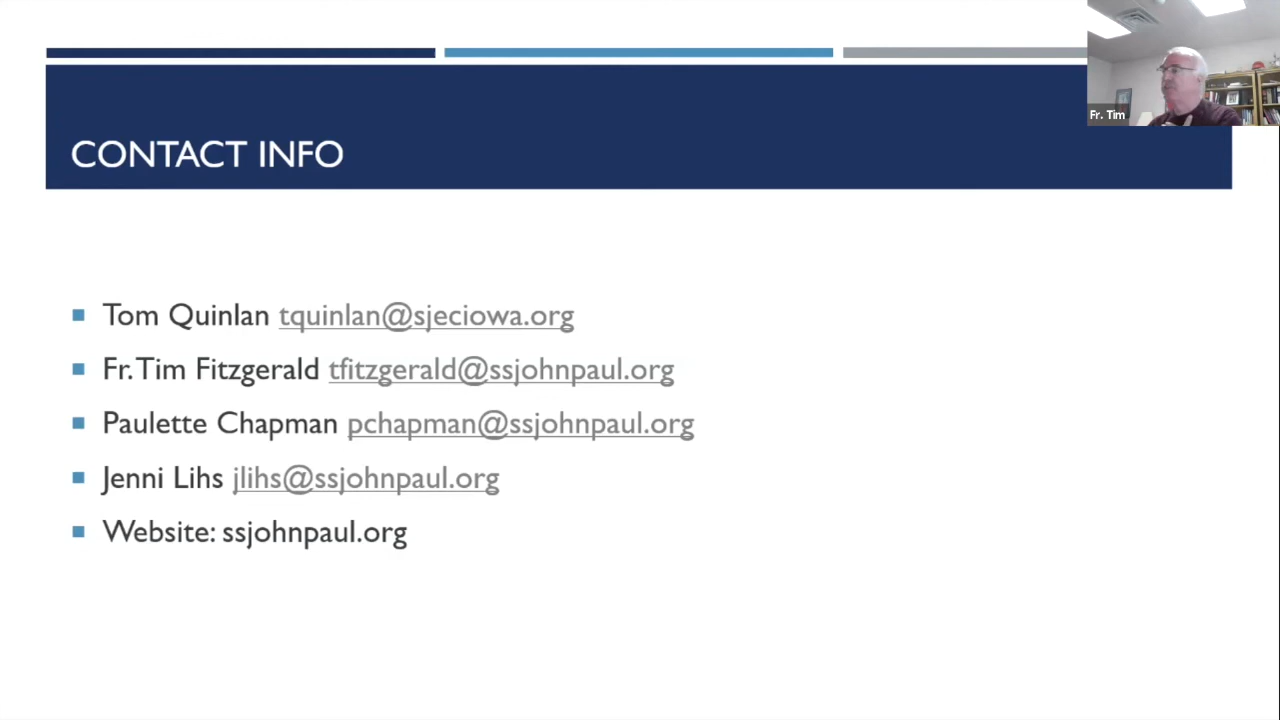 Fr. Tim
CONTACT INFO
Tom Quinlan tquinlan@sjeciowa.org
Fr. Tim Fitzgerald tfitzgerald@ssjohnpaul.org
Paulette Chapman pchapman@ssjohnpaul.org
Jenni Lihs jlihs@ssjohnpaul.org
Website: ssjohnpaul.org